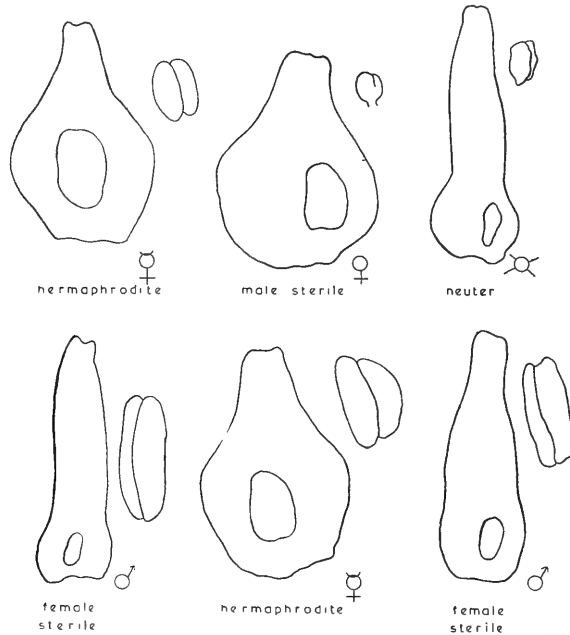 hermaphrodite
male sterile
neuter
female
sterile
hermaphrodite
female
sterile